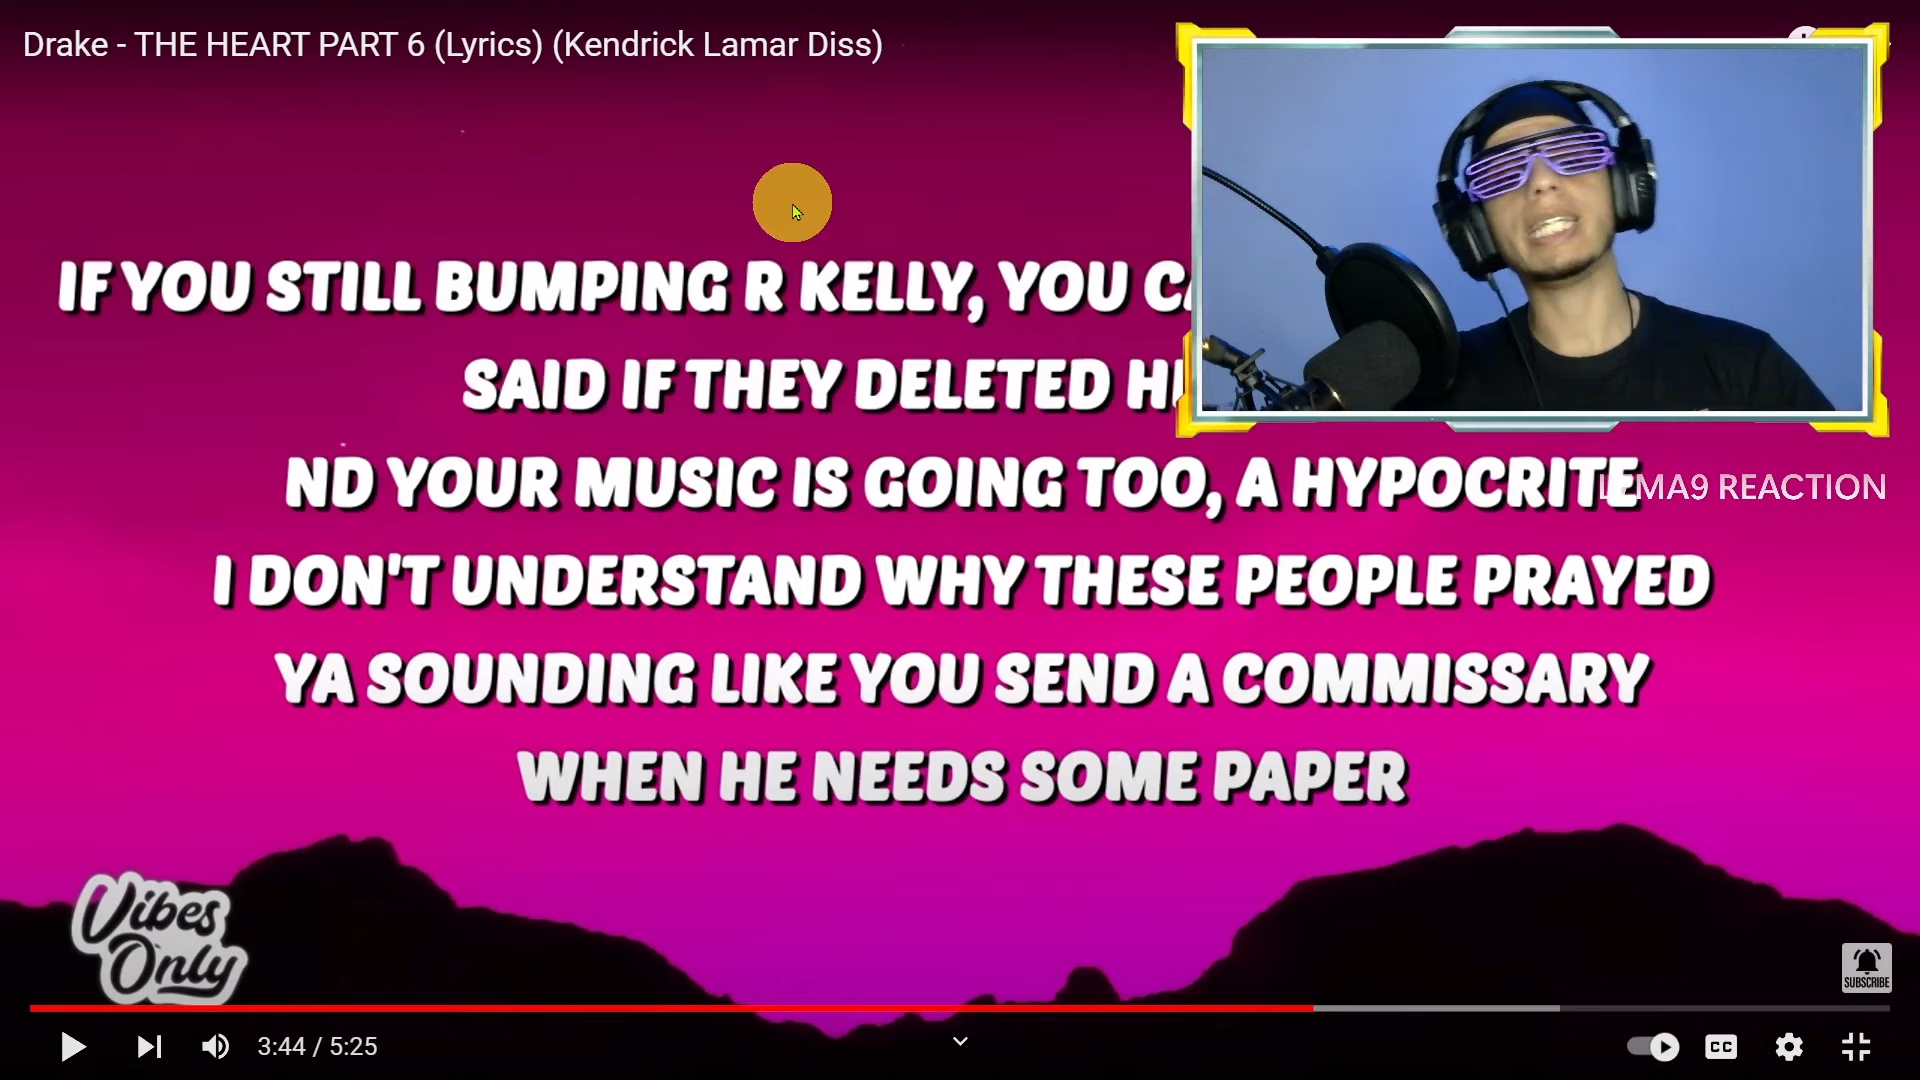 Drake - THE HEART PART 6 (Lyrics) (Kendrick Lamar Diss)
IF YOU STILL BUMPING R KELLY, YOU
SAID IF THEY DELETED
ND YOUR MUSIC IS GOING TOO, A HYPOCRITE
MA9 REACTION
I DON'T UNDERSTAND WHY THESE PEOPLE PRAYED
YA SOUNDING LIKE YOU SEND A COMMISSARY
WHEN HE NEEDS SOME PAPER
Vibes
Only
SUBSCRIBE
3:44 / 5:25
CC